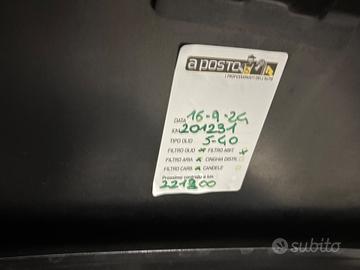 a posto
I PROFESSIONISTI DELL'AUTO
DATA 16-9-24
KM 201231
TIPO OLIO 5-40
FILTRO OLIO FILTRO ABIT
FILTRO ARIA CINGHIA DISTR.
FILTRO CARB. CANDELE
Prossimo controllo a km
221200
subito